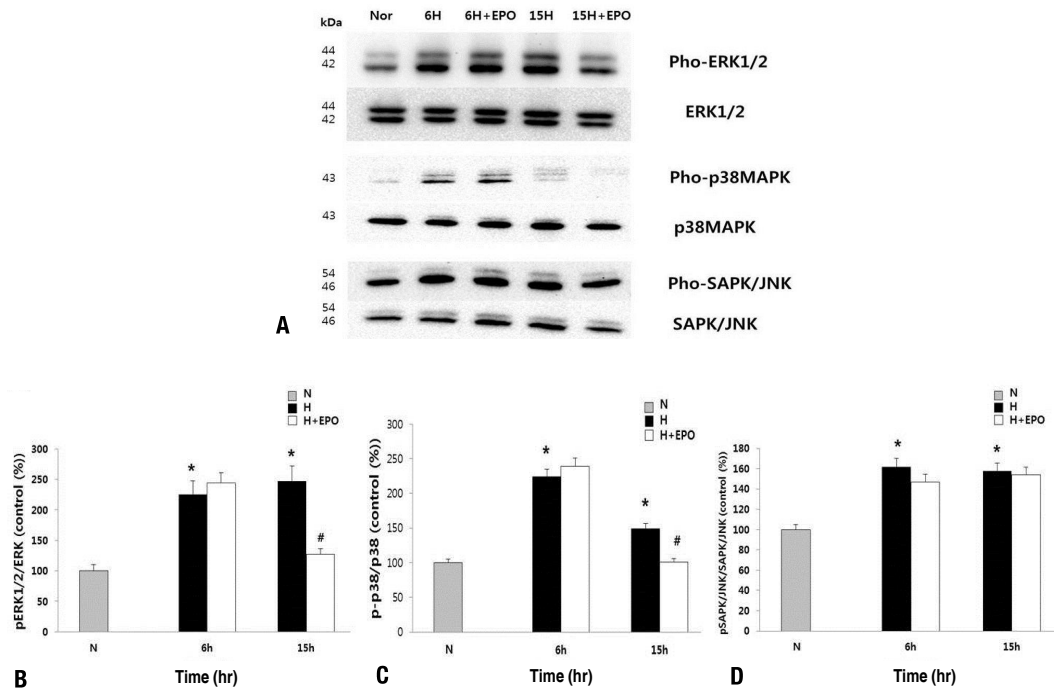 kDa Nor 6H 6H+EPO 15H 15H+EPO
44
42
Pho-ERK1/2
44
42
ERK1/2
43
Pho-p38MAPK
43
p38MAPK
54
46
Pho-SAPK/JNK
54
46
SAPK/JNK
A
N
H
H+EPO
pERK1/2/ERK (control (%))
300
250
200
150
100
50
0
*
*
#
N 6h 15h
Time (hr)
B
N
H
H+EPO
p-p38/p38 (control (%))
300
250
200
150
100
50
0
*
*
#
N 6h 15h
Time (hr)
C
N
H
H+EPO
pSAPK/JNK/SAPK/JNK (control (%))
180
160
140
120
100
80
60
40
20
0
*
*
N 6h 15h
Time (hr)
D